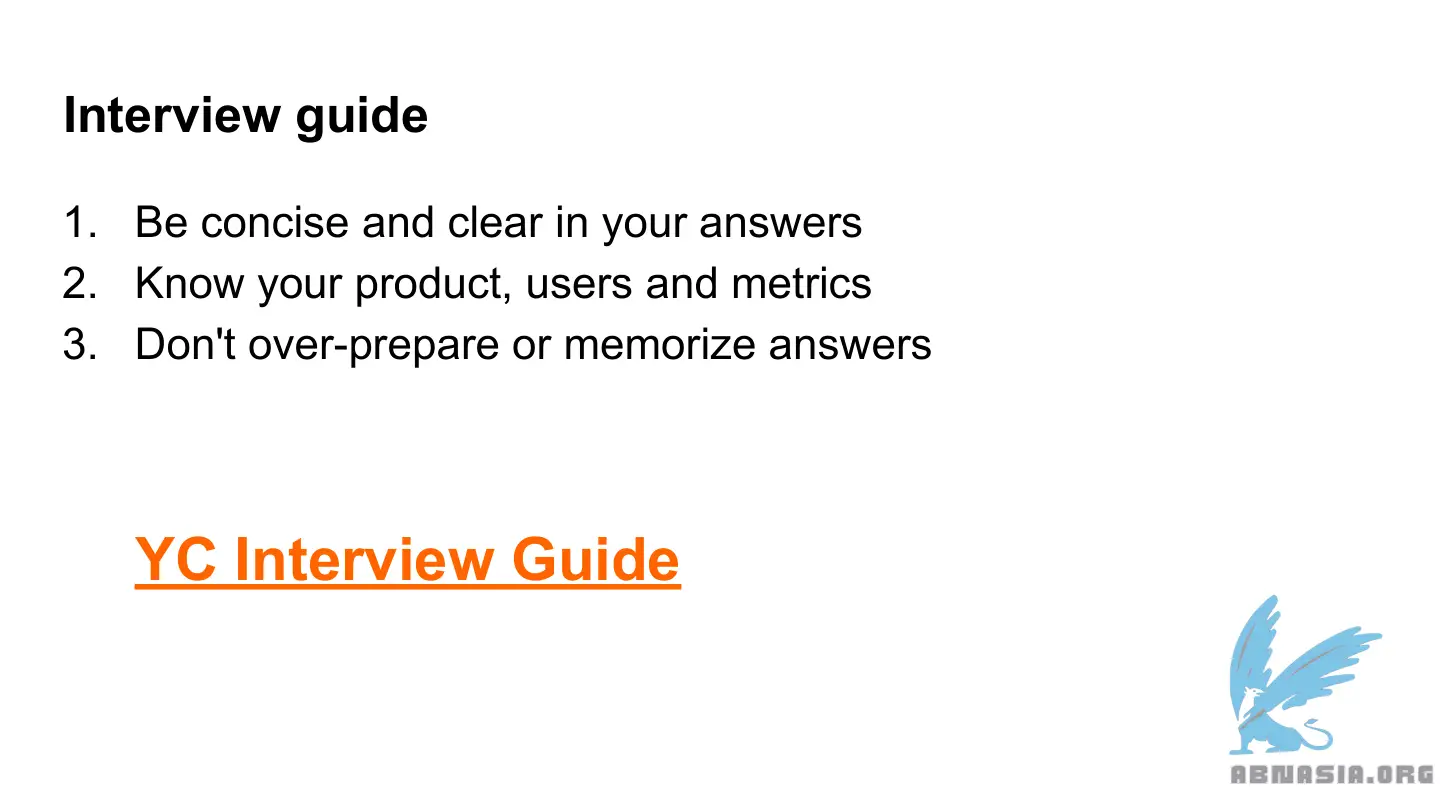 Interview guide
1. Be concise and clear in your answers
2. Know your product, users and metrics
3. Don't over-prepare or memorize answers
YC Interview Guide
ABNASIA.ORG